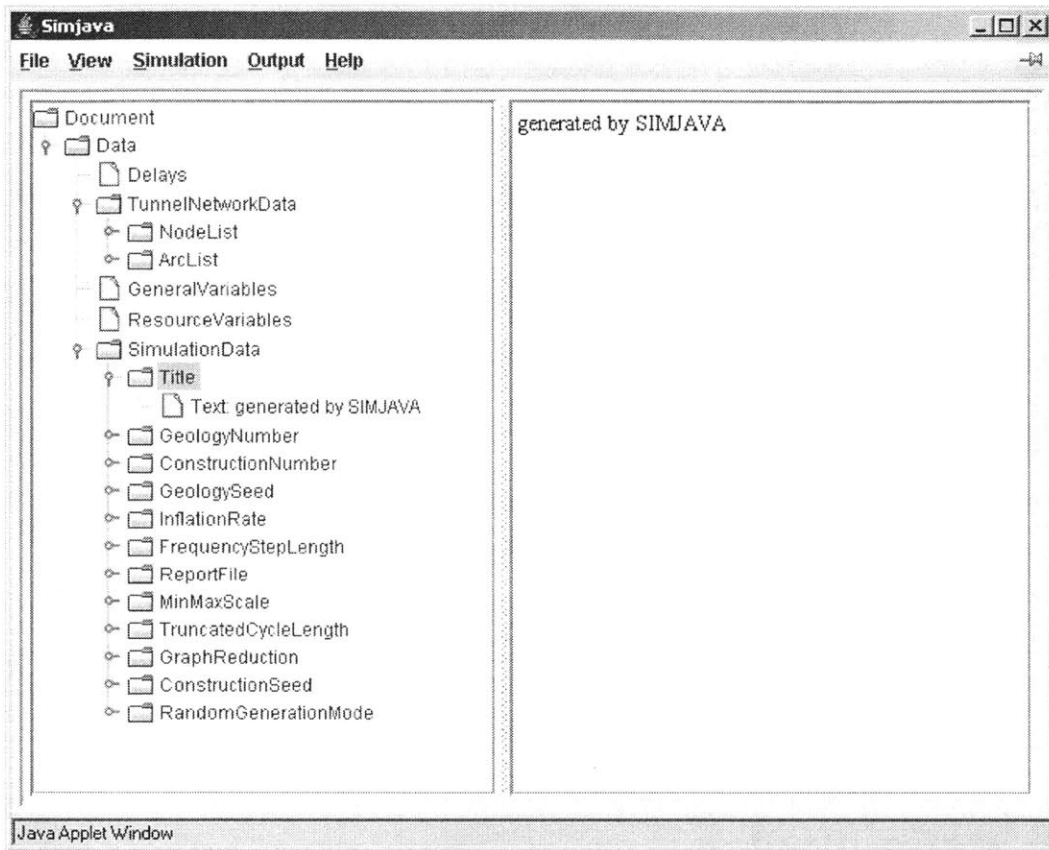 Simjava
File View Simulation Output Help
Document
Data
Delays
TunnelNetworkData
NodeList
ArcList
GeneralVariables
ResourceVariables
SimulationData
Title
Text: generated by SIMJAVA
GeologyNumber
ConstructionNumber
GeologySeed
InflationRate
FrequencyStepLength
ReportFile
MinMaxScale
TruncatedCycleLength
GraphReduction
ConstructionSeed
RandomGenerationMode
generated by SIMJAVA
Java Applet Window